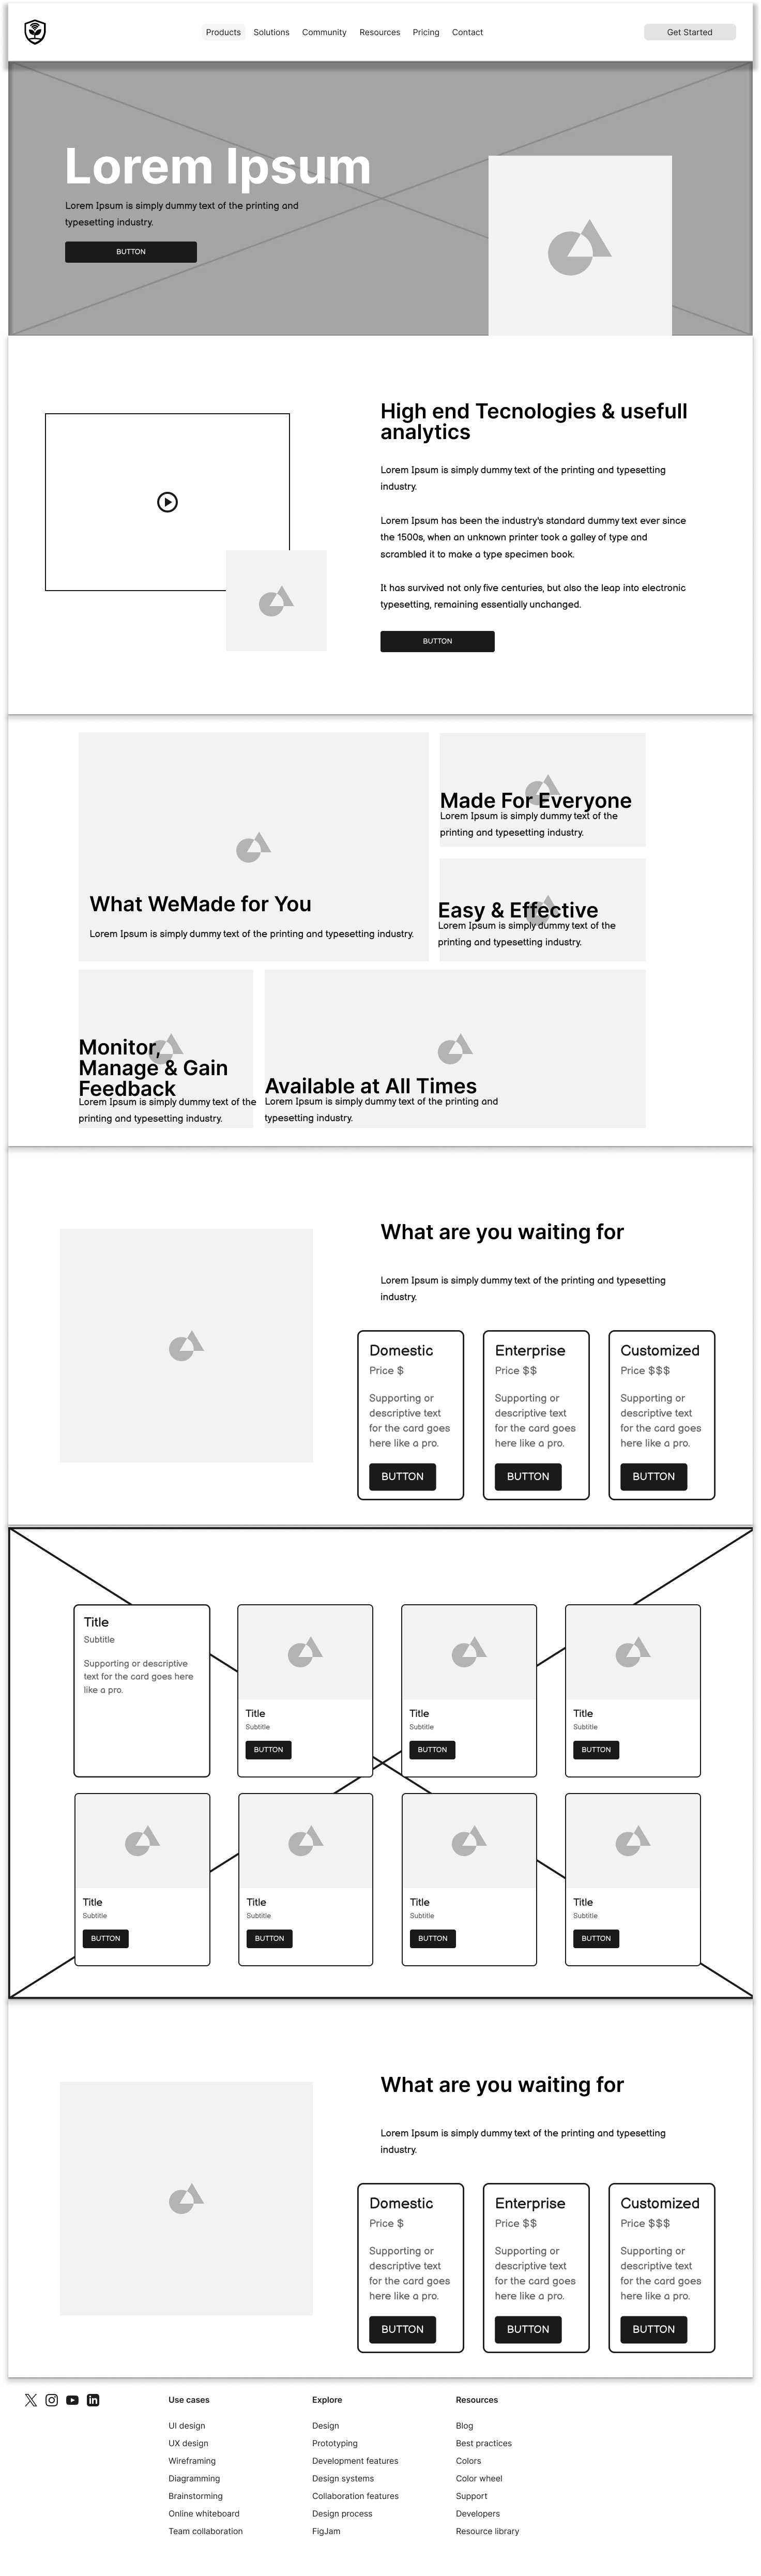 Products Solutions Community Resources Pricing Contact Get Started
Lorem Ipsum
Lorem Ipsum is simply dummy text of the printing and
typesetting industry.
BUTTON
High end Tecnologies & usefull
analytics
Lorem Ipsum is simply dummy text of the printing and typesetting
industry.
Lorem Ipsum has been the industry's standard dummy text ever since
the 1500s, when an unknown printer took a galley of type and
scrambled it to make a type specimen book.
It has survived not only five centuries, but also the leap into electronic
typesetting, remaining essentially unchanged.
BUTTON
What WeMade for You
Lorem Ipsum is simply dummy text of the printing and typesetting industry.
Made For Everyone
Lorem Ipsum is simply dummy text of the
printing and typesetting industry.
Easy & Effective
Lorem Ipsum is simply dummy text of the
printing and typesetting industry.
Monitor,
Manage & Gain
Feedback
Lorem Ipsum is simply dummy text of the
printing and typesetting industry.
Available at All Times
Lorem Ipsum is simply dummy text of the printing and
typesetting industry.
What are you waiting for
Lorem Ipsum is simply dummy text of the printing and typesetting
industry.
Domestic
Price $
Supporting or
descriptive text
for the card goes
here like a pro.
BUTTON
Enterprise
Price $$
Supporting or
descriptive text
for the card goes
here like a pro.
BUTTON
Customized
Price $$$
Supporting or
descriptive text
for the card goes
here like a pro.
BUTTON
Title
Subtitle
Supporting or descriptive
text for the card goes here
like a pro.
Title
Subtitle
BUTTON
Title
Subtitle
BUTTON
Title
Subtitle
BUTTON
Title
Subtitle
BUTTON
Title
Subtitle
BUTTON
Title
Subtitle
BUTTON
Title
Subtitle
BUTTON
What are you waiting for
Lorem Ipsum is simply dummy text of the printing and typesetting
industry.
Domestic
Price $
Supporting or
descriptive text
for the card goes
here like a pro.
BUTTON
Enterprise
Price $$
Supporting or
descriptive text
for the card goes
here like a pro.
BUTTON
Customized
Price $$$
Supporting or
descriptive text
for the card goes
here like a pro.
BUTTON
Use cases
UI design
UX design
Wireframing
Diagramming
Brainstorming
Online whiteboard
Team collaboration
Explore
Design
Prototyping
Development features
Design systems
Collaboration features
Design process
FigJam
Resources
Blog
Best practices
Colors
Color wheel
Support
Developers
Resource library